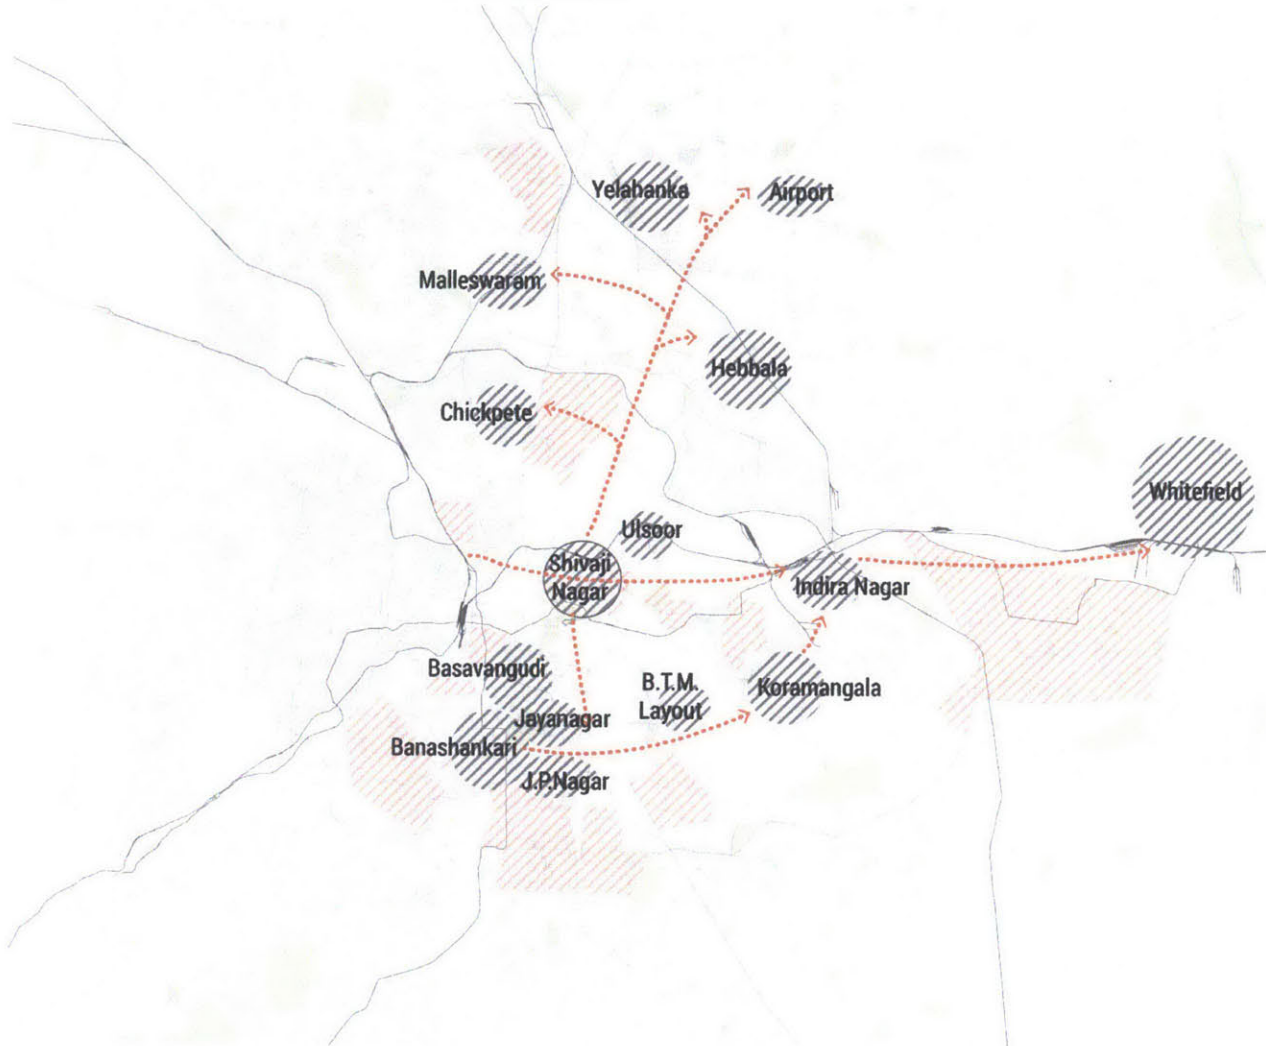 Yelahanka
Airport
Malleswaram
Hebbala
Chickpete
Whitefield
Ulsoor
Shivaji
Nagar
Indira Nagar
Basavangudi
B.T.M.
Layout
Koramangala
Jayanagar
Banashankari
J.P.Nagar